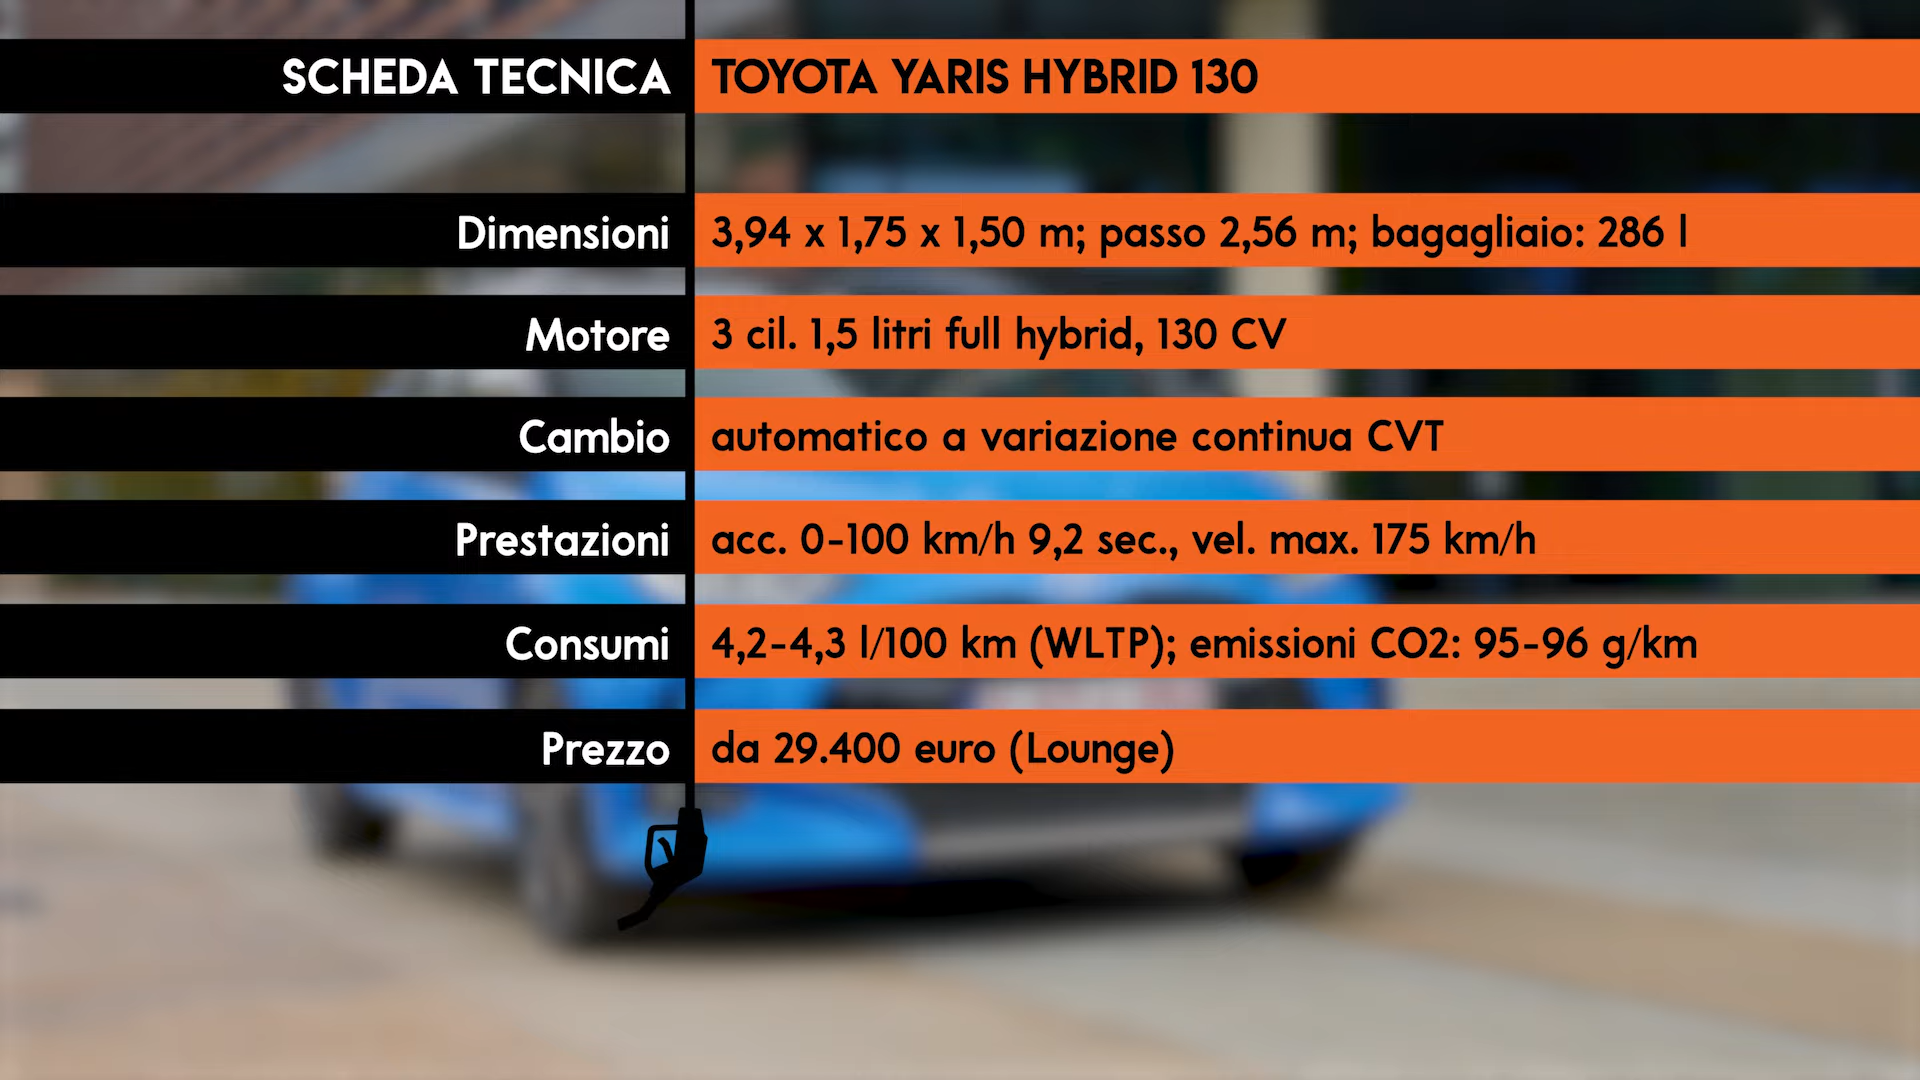 SCHEDA TECNICA TOYOTA YARIS HYBRID 130
Dimensioni 3,94 x 1,75 x 1,50 m; passo 2,56 m; bagagliaio: 286 l
Motore 3 cil. 1,5 litri full hybrid, 130 CV
Cambio automatico a variazione continua CVT
Prestazioni acc. 0-100 km/h 9,2 sec., vel. max. 175 km/h
Consumi 4,2-4,3 l/100 km (WLTP); emissioni CO2: 95-96 g/km
Prezzo da 29.400 euro (Lounge)